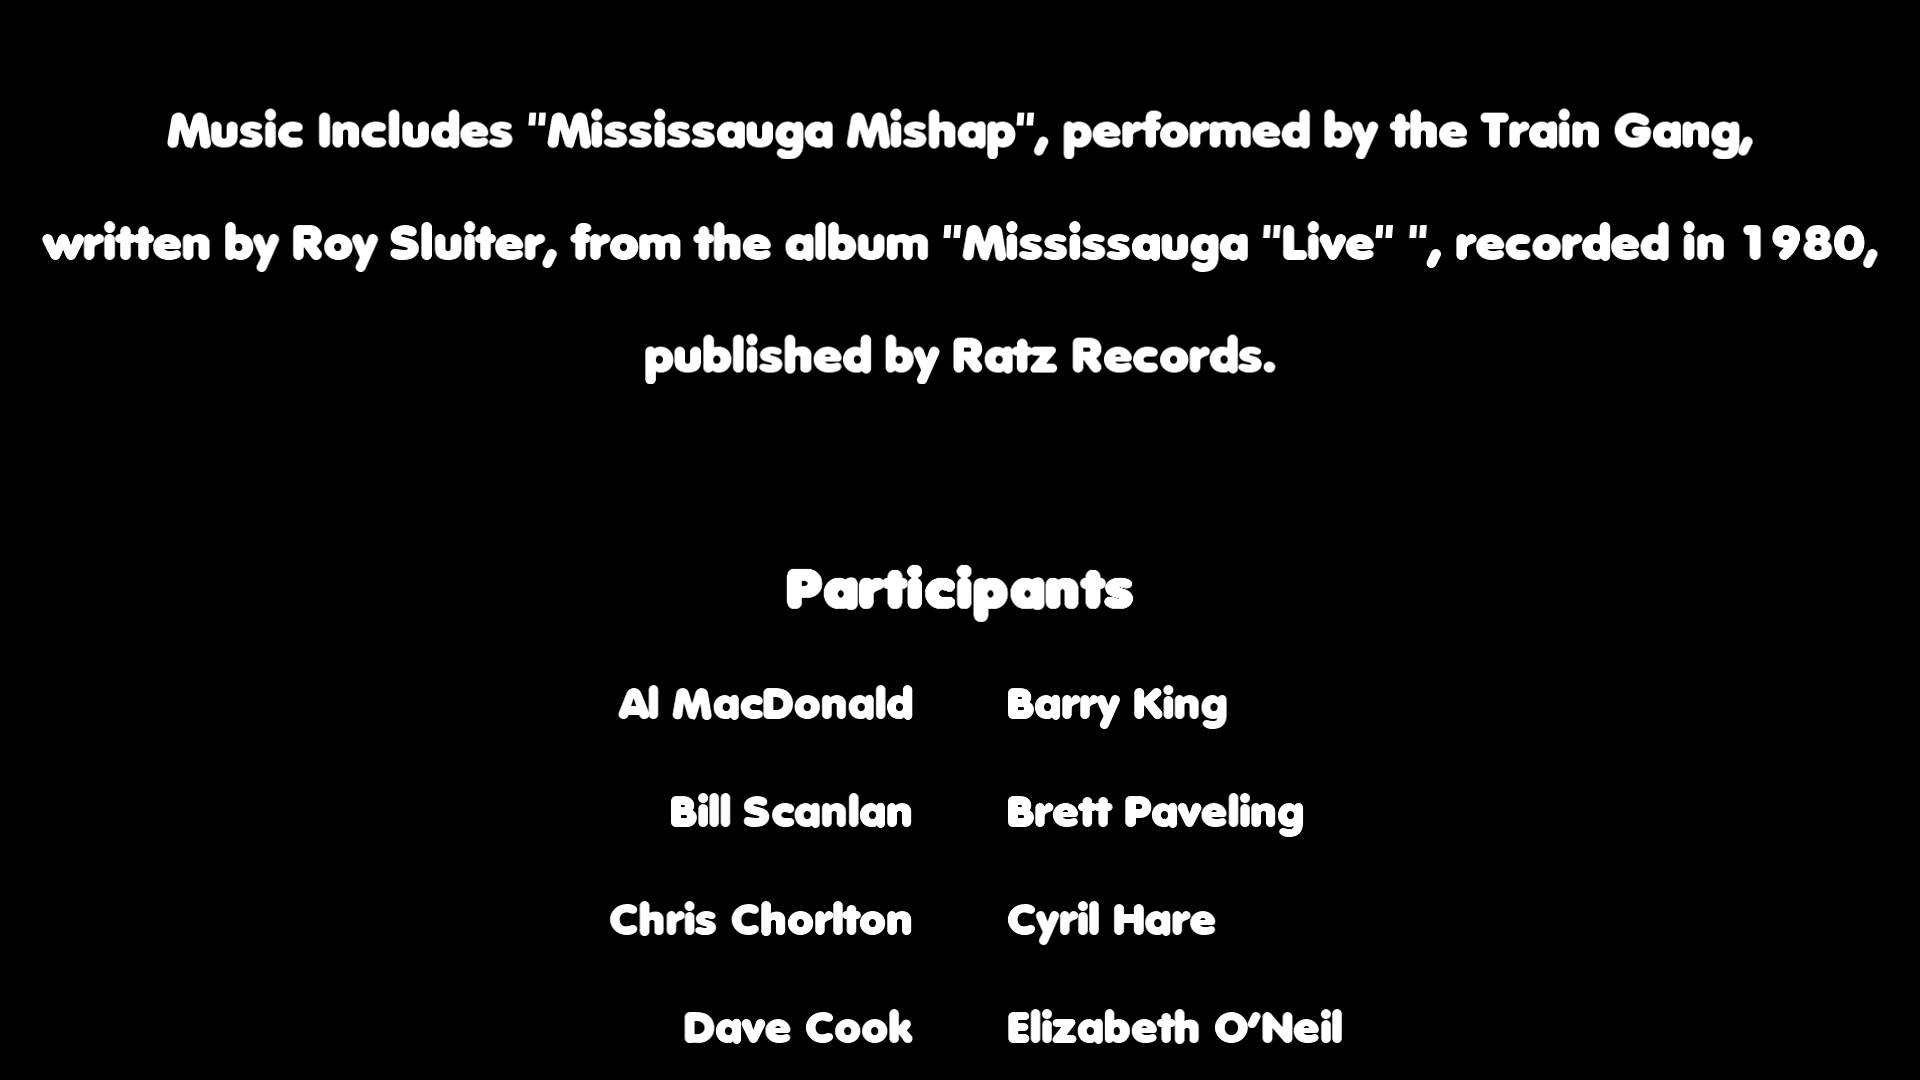 Music Includes "Mississauga Mishap", performed by the Train Gang,
written by Roy Sluiter, from the album "Mississauga "Live" ", recorded in 1980,
published by Ratz Records.
Participants
Al MacDonald Barry King
Bill Scanlan Brett Paveling
Chris Chorlton Cyril Hare
Dave Cook Elizabeth O'Neil